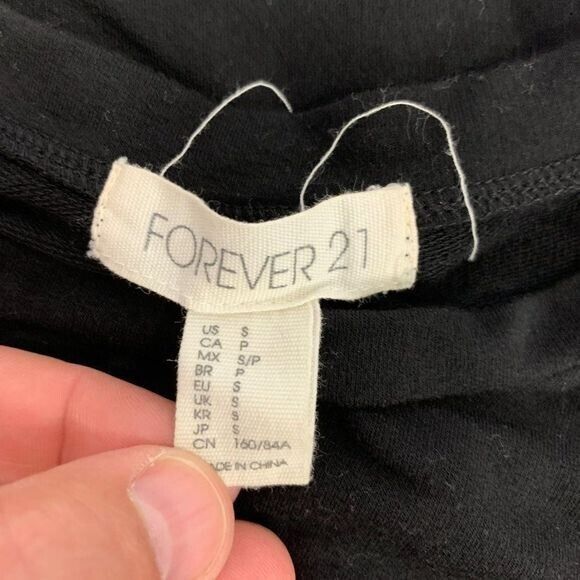 FOREVER 21
US S
CA P
MX S/P
BR P
EU S
UK S
KR S
JP S
CN 160/84A
MADE IN CHINA